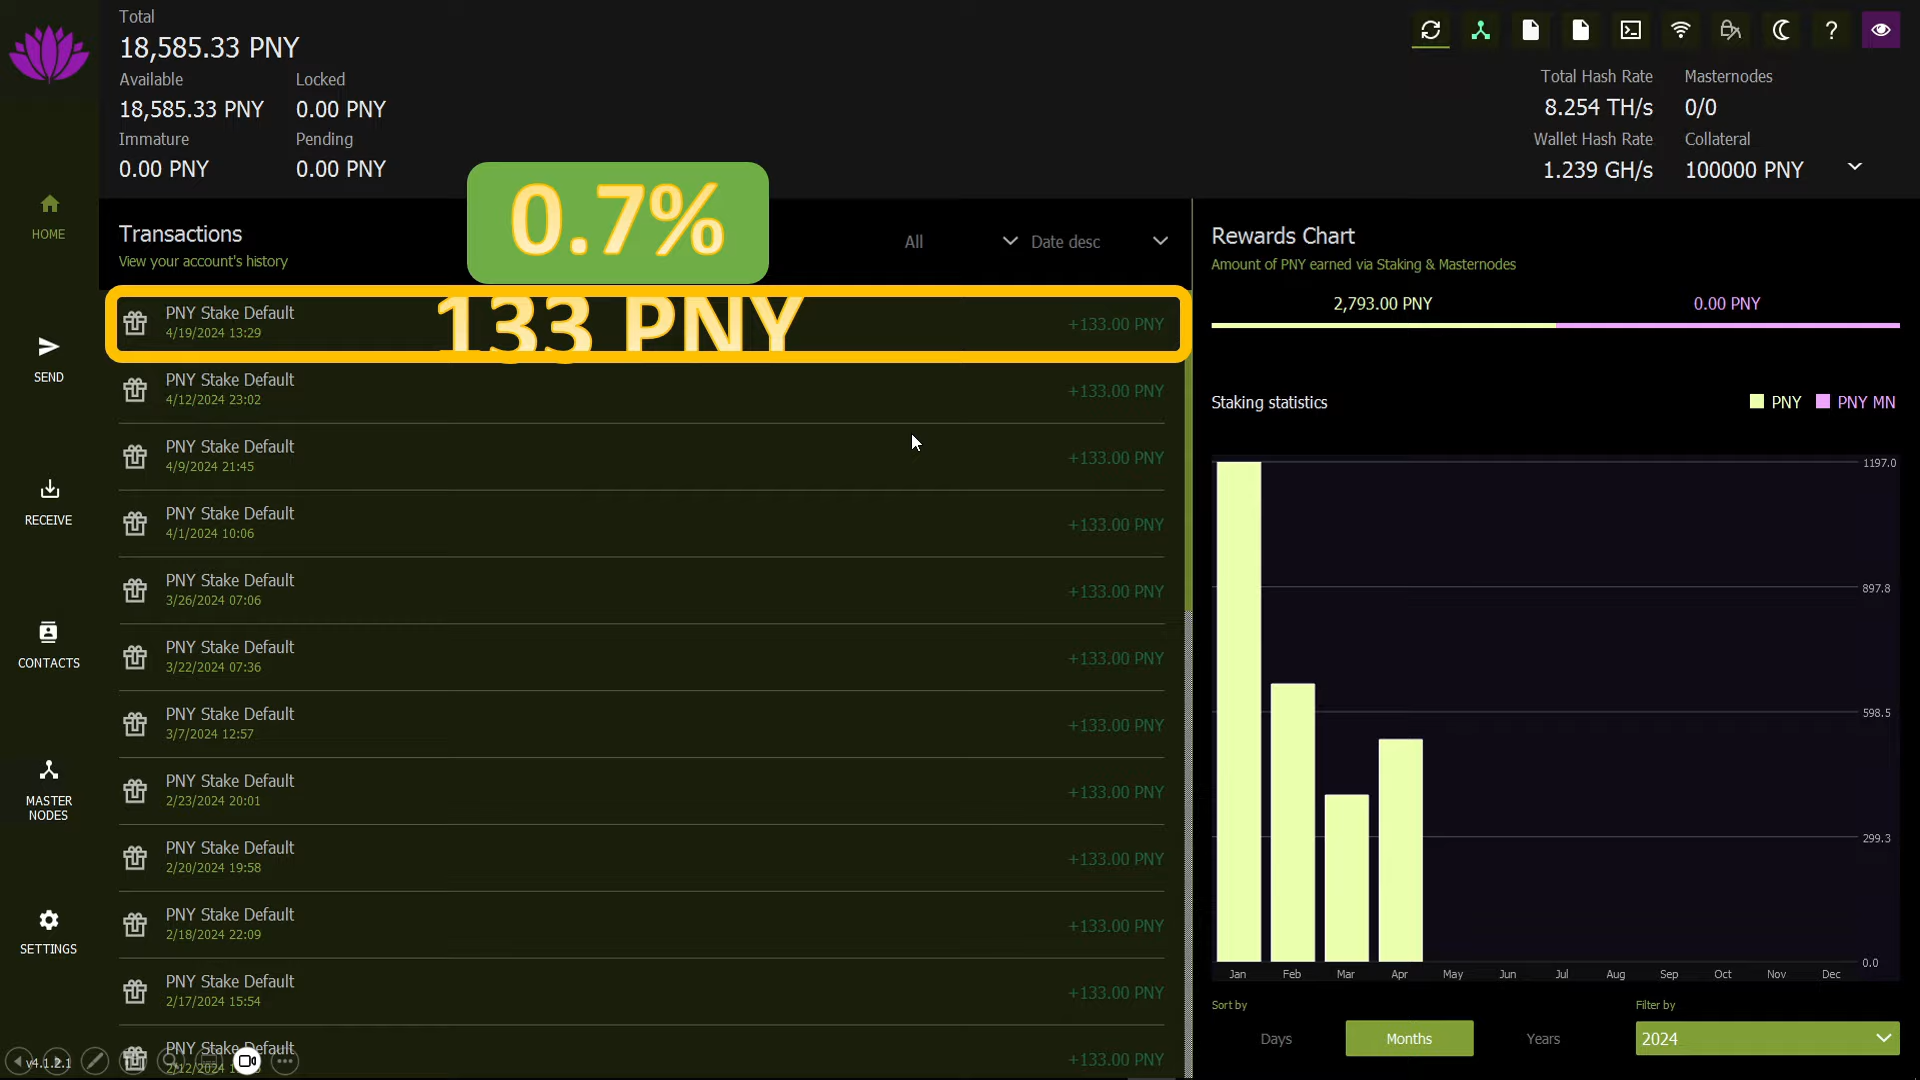 Total
18,585.33 PNY
Available
Locked
18,585.33 PNY
0.00 PNY
Immature
Pending
0.00 PNY
0.00 PNY
?
Total Hash Rate
Masternodes
8.254 TH/s
0/0
Wallet Hash Rate
Collateral
1.239 GH/s
100000 PNY
HOME
SEND
RECEIVE
CONTACTS
MASTER
NODES
SETTINGS
v4.1.2.1
0.7%
133 PNY
Transactions
View your account's history
All
Date desc
PNY Stake Default
4/19/2024 13:29
+133.00 PNY
PNY Stake Default
4/12/2024 23:02
+133.00 PNY
PNY Stake Default
4/9/2024 21:45
+133.00 PNY
PNY Stake Default
4/1/2024 10:06
+133.00 PNY
PNY Stake Default
3/26/2024 07:06
+133.00 PNY
PNY Stake Default
3/22/2024 07:36
+133.00 PNY
PNY Stake Default
3/7/2024 12:57
+133.00 PNY
PNY Stake Default
2/23/2024 20:01
+133.00 PNY
PNY Stake Default
2/20/2024 19:58
+133.00 PNY
PNY Stake Default
2/18/2024 22:09
+133.00 PNY
PNY Stake Default
2/17/2024 15:54
+133.00 PNY
PNY Stake Default
2/12/2024
+133.00 PNY
Rewards Chart
Amount of PNY earned via Staking & Masternodes
2,793.00 PNY
0.00 PNY
Staking statistics
PNY
PNY MN
1197.0
897.8
598.5
299.3
0.0
Jan Feb Mar Apr May Jun Jul Aug Sep Oct Nov Dec
Sort by
Filter by
Days
Months
Years
2024